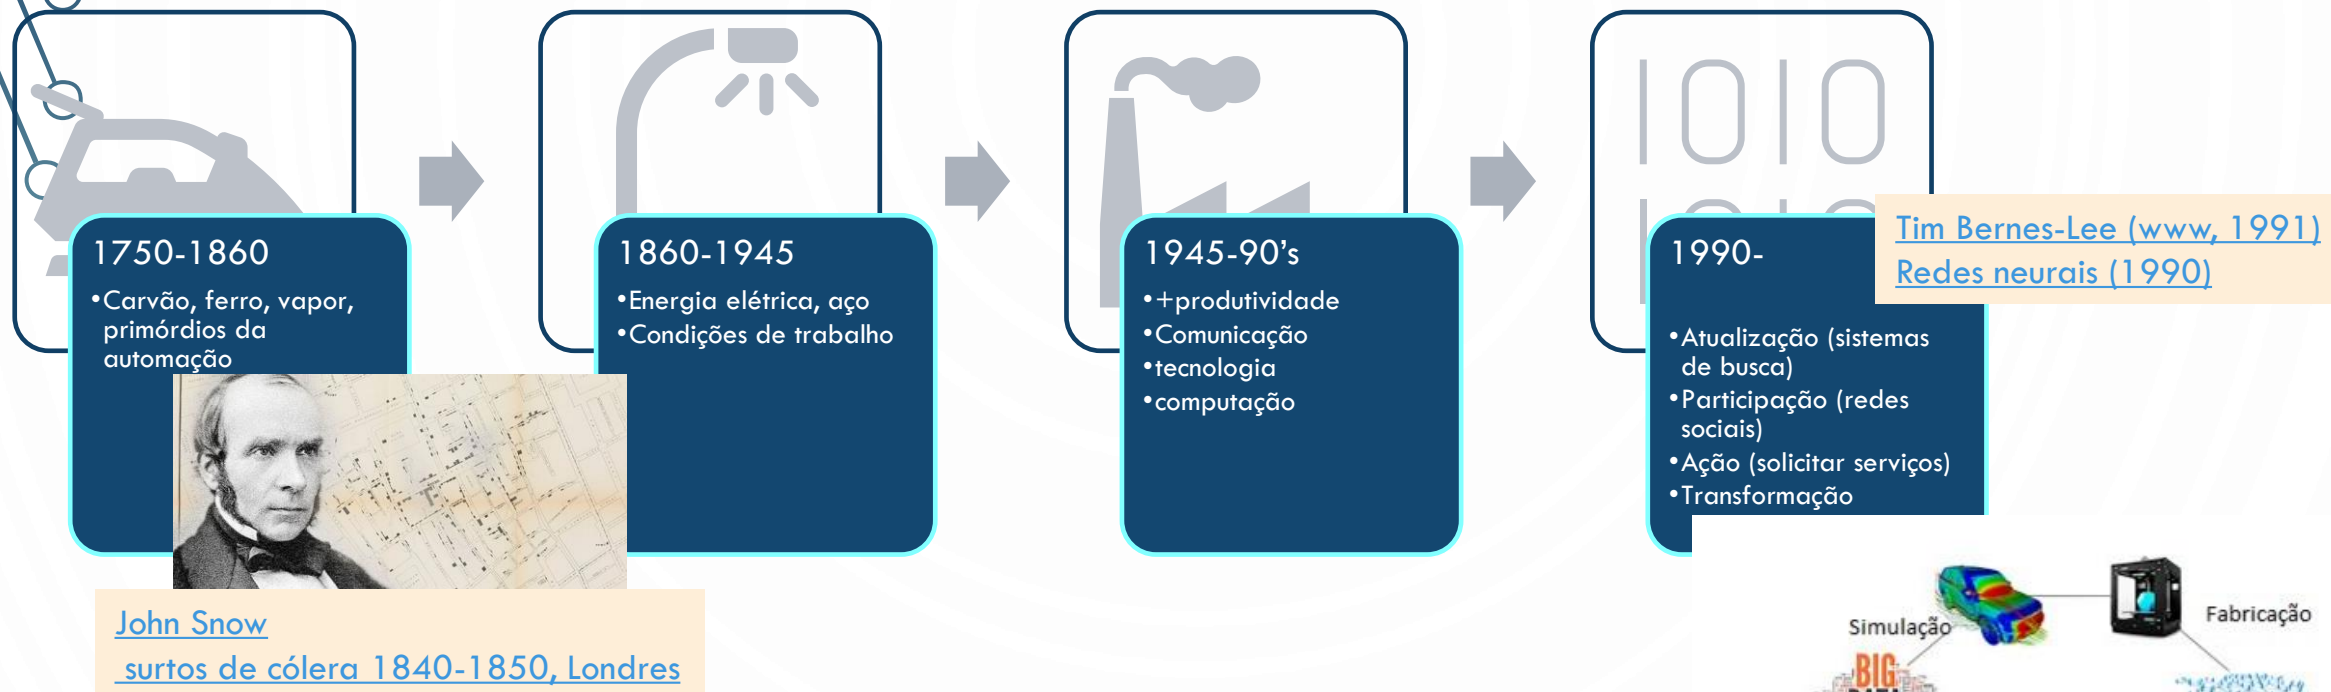 1750-1860
•Carvão, ferro, vapor,
primórdios da
automação
John Snow
surtos de cólera 1840-1850, Londres
1860-1945
•Energia elétrica, aço
•Condições de trabalho
1945-90’s
•+produtividade
•Comunicação
•tecnologia
•computação
1990-
Tim Bernes-Lee (www, 1991)
Redes neurais (1990)
•Atualização (sistemas
de busca)
•Participação (redes
sociais)
•Ação (solicitar serviços)
•Transformação
Simulação
Fabricação
BIG
DATA